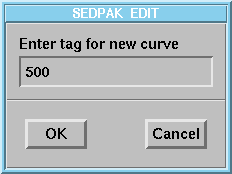 SEDPAK EDIT
Enter tag for new curve
500
OK
Cancel